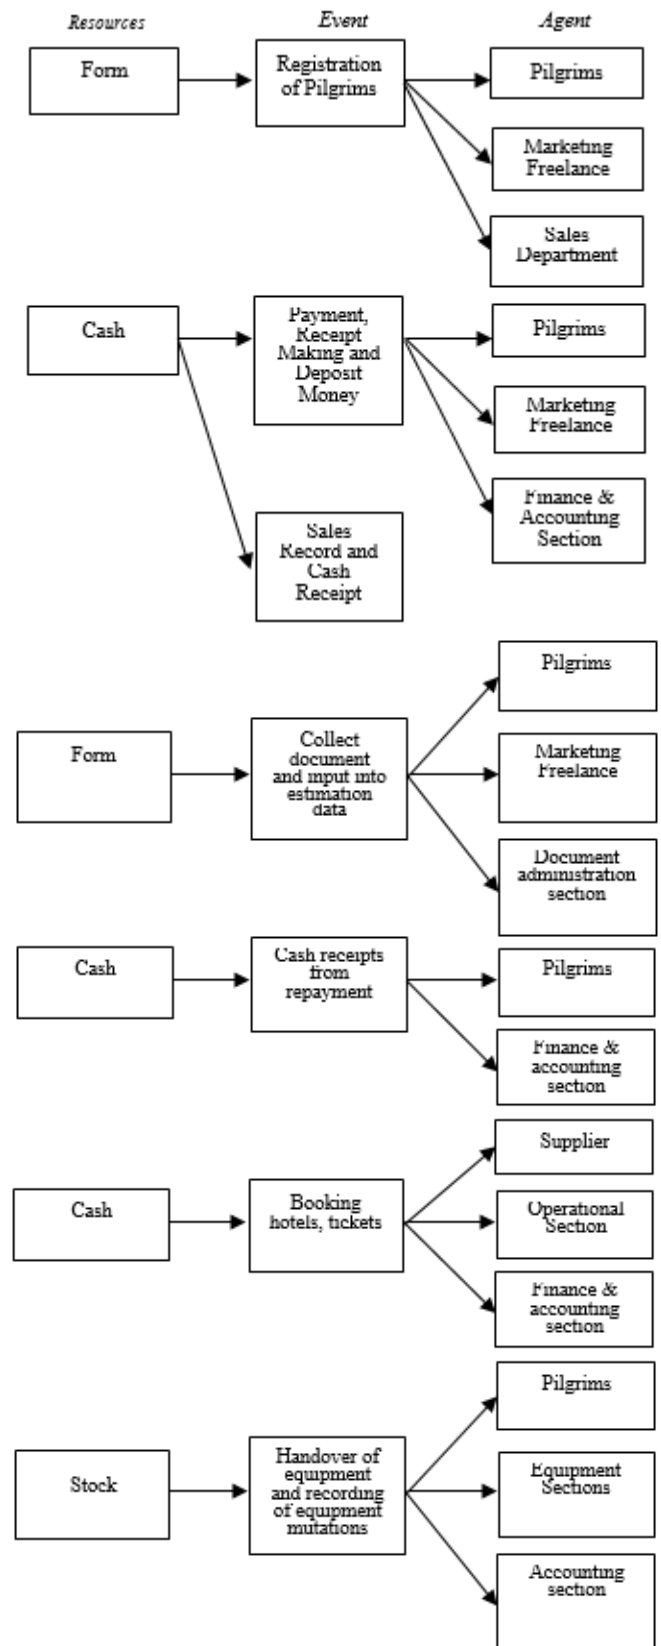 Resources Event Agent
Form
Registration
of Pilgrims
Pilgrims
Marketing
Freelance
Sales
Department
Cash
Payment,
Receipt
Making and
Deposit
Money
Pilgrims
Marketing
Freelance
Finance &
Accounting
Section
Sales
Record and
Cash
Receipt
Form
Collect
document
and input into
estimation
data
Pilgrims
Marketing
Freelance
Document
administration
section
Cash
Cash receipts
from
repayment
Pilgrims
Finance &
accounting
section
Cash
Booking
hotels, tickets
Supplier
Operational
Section
Finance &
accounting
section
Stock
Handover of
equipment
and recording
of equipment
mutations
Pilgrims
Equipment
Sections
Accounting
section